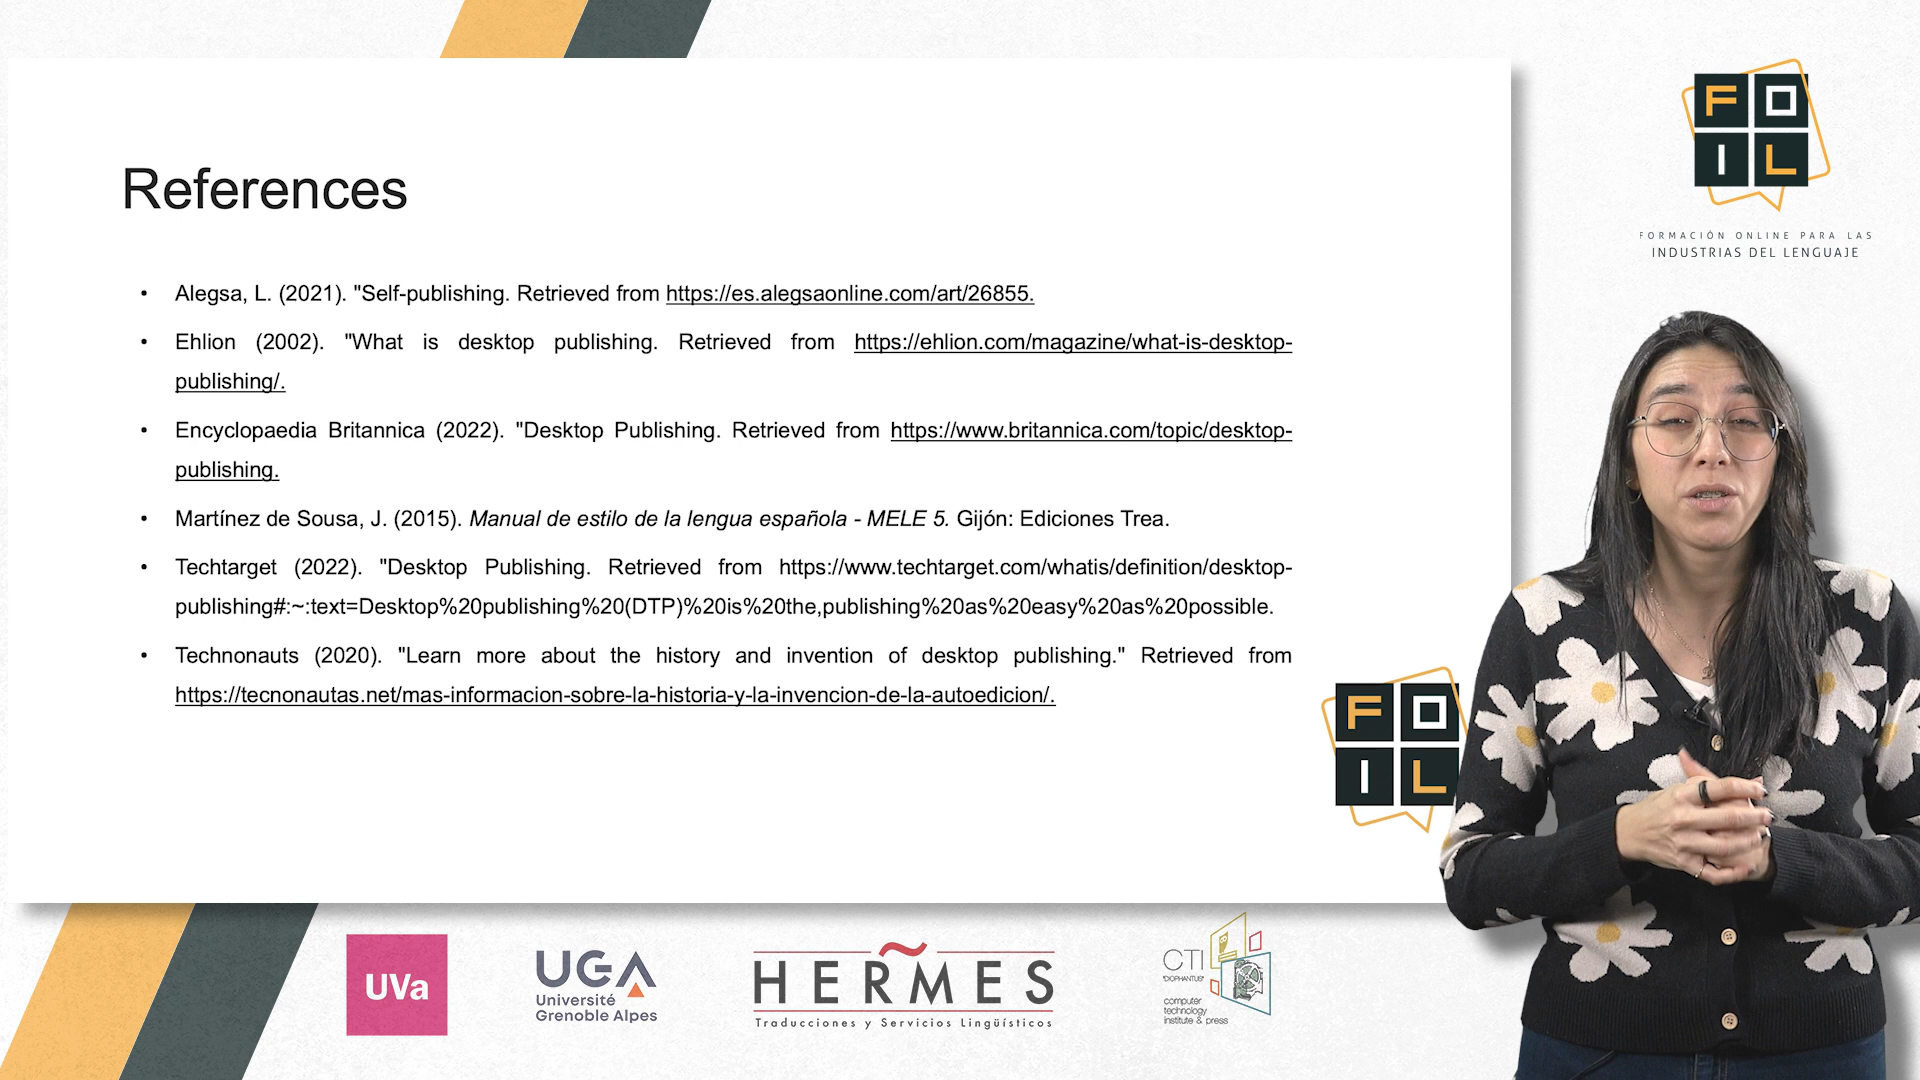 References
• Alegsa, L. (2021). "Self-publishing. Retrieved from https://es.alegsaonline.com/art/26855.
• Ehlion (2002). "What is desktop publishing. Retrieved from https://ehlion.com/magazine/what-is-desktop-
publishing/.
• Encyclopaedia Britannica (2022). "Desktop Publishing. Retrieved from https://www.britannica.com/topic/desktop-
publishing.
• Martínez de Sousa, J. (2015). Manual de estilo de la lengua española - MELE 5. Gijón: Ediciones Trea.
• Techtarget (2022). "Desktop Publishing. Retrieved from https://www.techtarget.com/whatis/definition/desktop-
publishing#:~:text=Desktop%20publishing%20(DTP)%20is%20the,publishing%20as%20easy%20as%20possible.
• Technonauts (2020). "Learn more about the history and invention of desktop publishing." Retrieved from
https://tecnonautas.net/mas-informacion-sobre-la-historia-y-la-invencion-de-la-autoedicion/.
FO
IL
FORMACIÓN ONLINE PARA LAS
INDUSTRIAS DEL LENGUAJE
FO
IL
UVa
UGA
Université
Grenoble Alpes
HERMES
Traducciones y Servicios Lingüísticos
CTI
"DIOPHANTUS"
computer
technology
institute & press